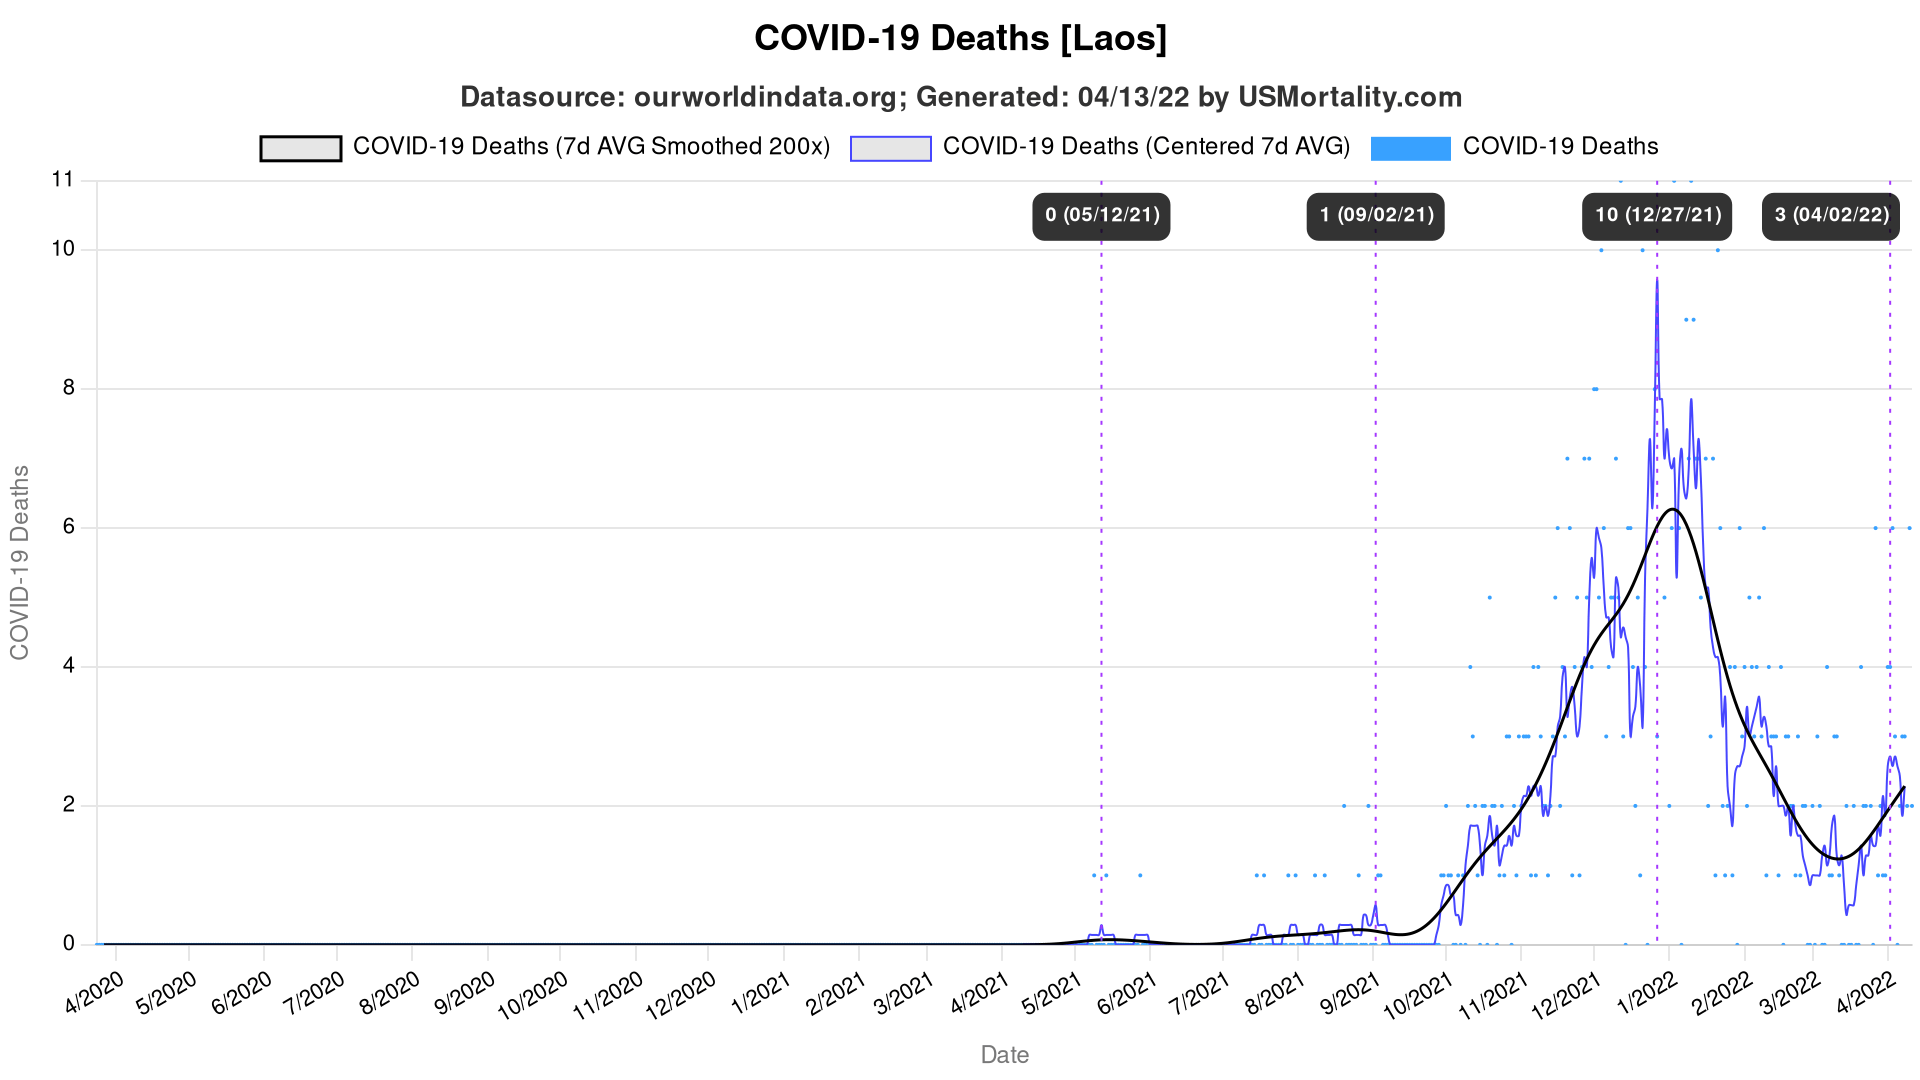 COVID-19 Deaths [Laos]
Datasource: ourworldindata.org; Generated: 04/13/22 by USMortality.com
COVID-19 Deaths (7d AVG Smoothed 200x) COVID-19 Deaths (Centered 7d AVG) COVID-19 Deaths
11
0 (05/12/21) 1 (09/02/21) 10 (12/27/21) 3 (04/02/22)
10
8
6
4
2
0
COVID-19 Deaths
4/2020 5/2020 6/2020 7/2020 8/2020 9/2020 10/2020 11/2020 12/2020 1/2021 2/2021 3/2021 4/2021 5/2021 6/2021 7/2021 8/2021 9/2021 10/2021 11/2021 12/2021 1/2022 2/2022 3/2022 4/2022
Date